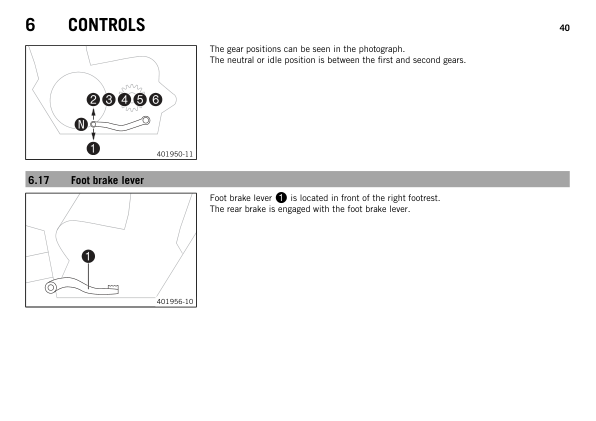 6 CONTROLS 40
The gear positions can be seen in the photograph.
The neutral or idle position is between the first and second gears.
2 3 4 5 6
N
1
401950-11
6.17 Foot brake lever
Foot brake lever 1 is located in front of the right footrest.
The rear brake is engaged with the foot brake lever.
1
401956-10